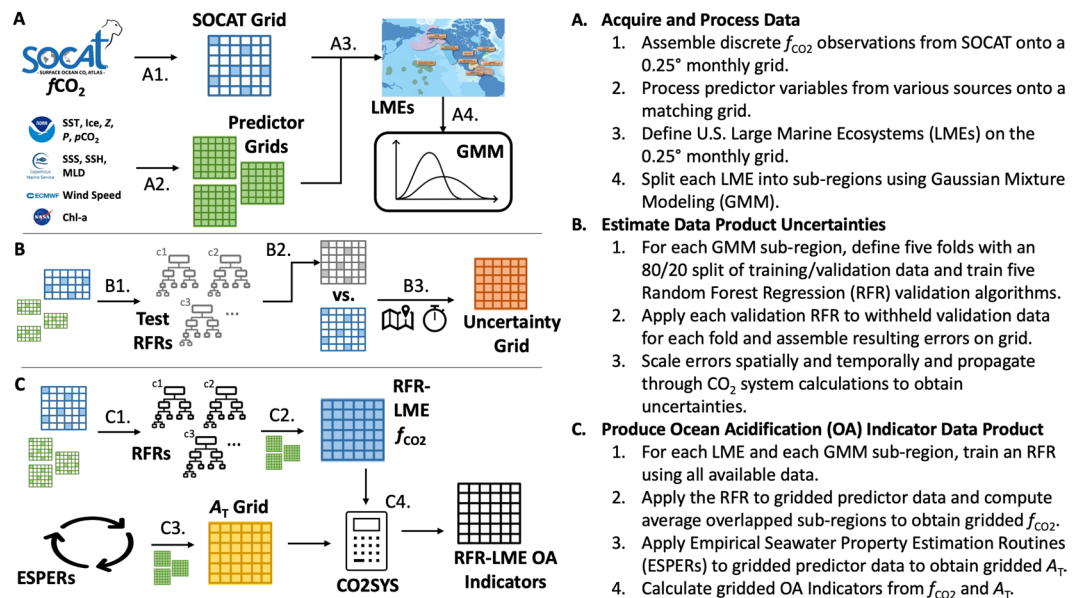 A
SOCAT Grid
SOCAT
- SURFACE OCEAN CO₂ ATLAS -
fCO2
A1.
A3.
LMEs
A4.
GMM
NOAA
SST, Ice, Z,
P, pCO2
Copernicus
Marine Service
SSS, SSH,
MLD
ECMWF Wind Speed
NASA Chl-a
A2.
Predictor
Grids
B
B1.
c1
c2
c3
...
Test
RFRs
B2.
vs.
B3.
Uncertainty
Grid
C
C1.
c1
c2
c3
...
RFRs
C2.
RFR-
LME
fCO2
ESPERs
C3.
AT Grid
CO2SYS
C4.
RFR-LME OA
Indicators
A. Acquire and Process Data
1. Assemble discrete fCO2 observations from SOCAT onto a
0.25° monthly grid.
2. Process predictor variables from various sources onto a
matching grid.
3. Define U.S. Large Marine Ecosystems (LMEs) on the
0.25° monthly grid.
4. Split each LME into sub-regions using Gaussian Mixture
Modeling (GMM).
B. Estimate Data Product Uncertainties
1. For each GMM sub-region, define five folds with an
80/20 split of training/validation data and train five
Random Forest Regression (RFR) validation algorithms.
2. Apply each validation RFR to withheld validation data
for each fold and assemble resulting errors on grid.
3. Scale errors spatially and temporally and propagate
through CO2 system calculations to obtain
uncertainties.
C. Produce Ocean Acidification (OA) Indicator Data Product
1. For each LME and each GMM sub-region, train an RFR
using all available data.
2. Apply the RFR to gridded predictor data and compute
average overlapped sub-regions to obtain gridded fCO2.
3. Apply Empirical Seawater Property Estimation Routines
(ESPERs) to gridded predictor data to obtain gridded AT.
4. Calculate gridded OA Indicators from fCO2 and AT.